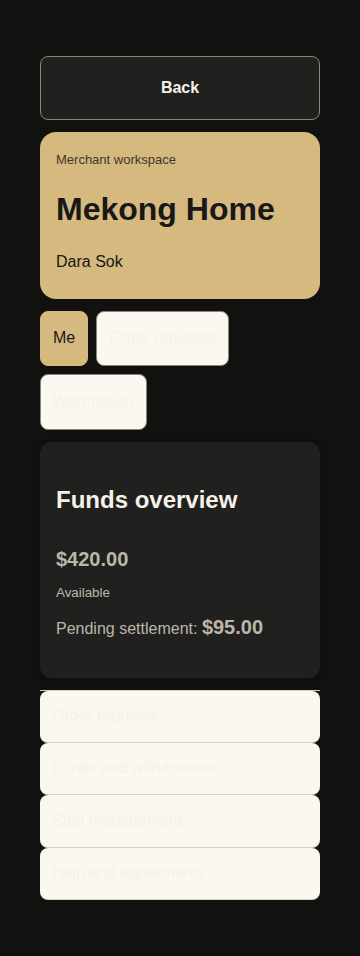 Back
Merchant workspace
Mekong Home
Dara Sok
Me
Order requests
Warehouse
Funds overview
$420.00
Available
Pending settlement: $95.00
Order requests
Funds and withdrawals
Staff management
Help and agreements